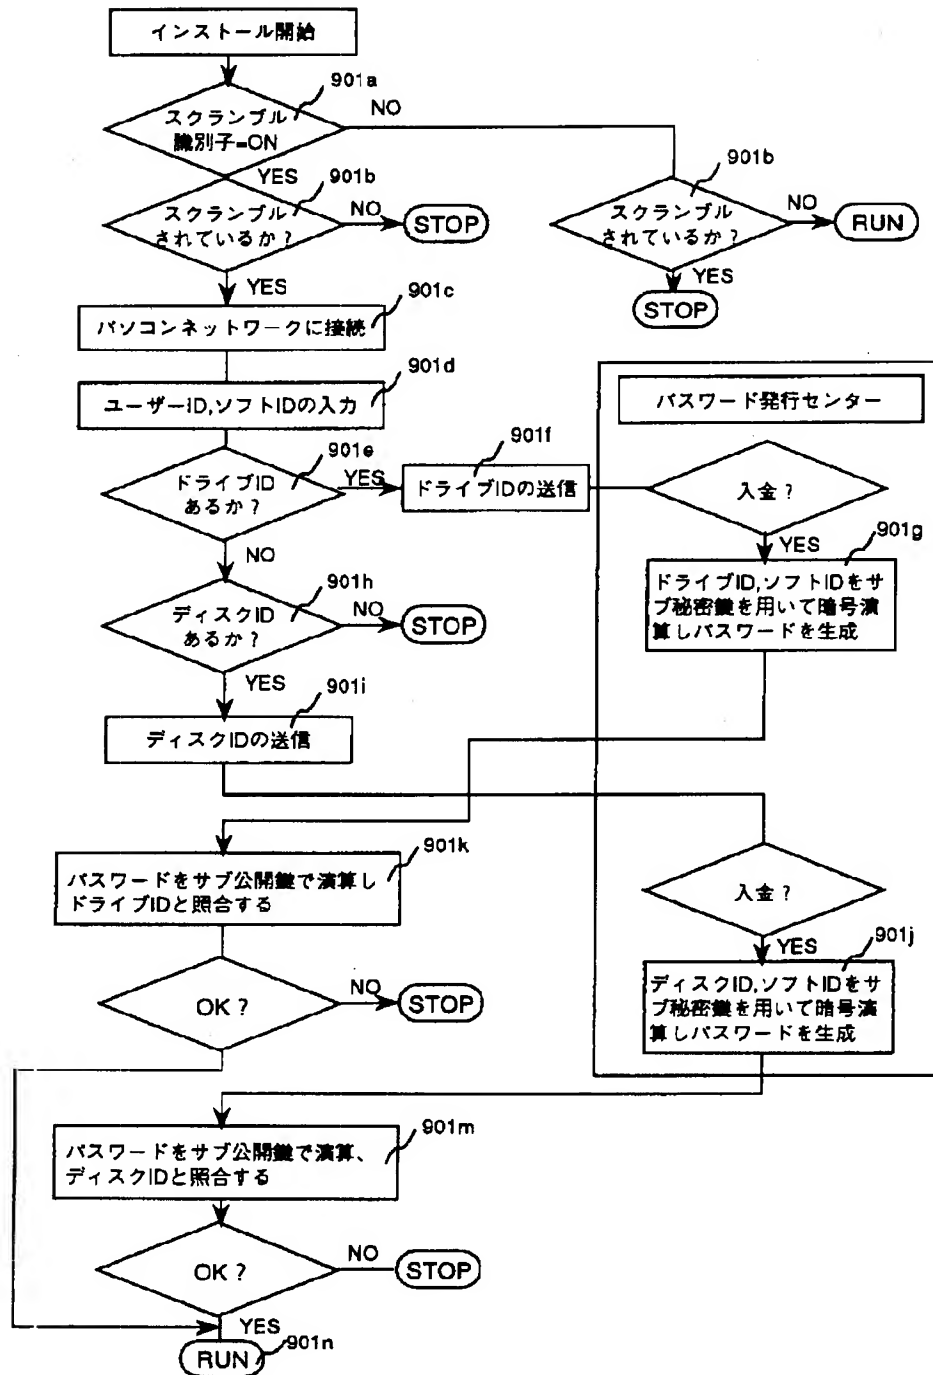 インストール開始
901a
スクランブル
識別子=ON
NO
YES
901b
スクランブル
されているか？
NO
STOP
901b
スクランブル
されているか？
NO
RUN
YES
STOP
YES
901c
パソコンネットワークに接続
901d
ユーザーID,ソフトIDの入力
パスワード発行センター
901e
ドライブID
あるか？
YES
901f
ドライブIDの送信
入金？
YES
901g
ドライブID,ソフトIDをサ
ブ秘密鍵を用いて暗号演
算しパスワードを生成
NO
901h
ディスクID
あるか？
NO
STOP
YES
901i
ディスクIDの送信
901k
パスワードをサブ公開鍵で演算し
ドライブIDと照合する
入金？
YES
901j
ディスクID,ソフトIDをサ
ブ秘密鍵を用いて暗号演
算しパスワードを生成
OK？
NO
STOP
901m
パスワードをサブ公開鍵で演算、
ディスクIDと照合する
OK？
NO
STOP
YES
901n
RUN